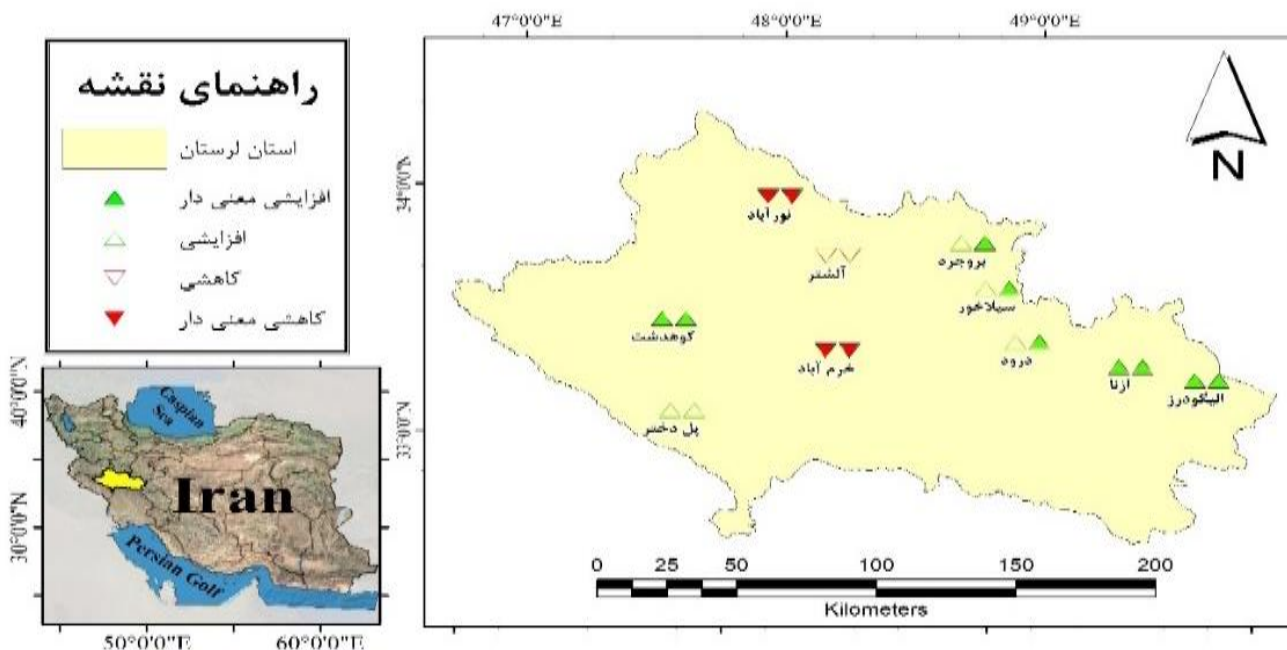 راهنمای نقشه
استان لرستان
افزایشی معنی دار
افزایشی
کاهشی
کاهشی معنی دار
40°0'0"N
30°0'0"N
50°0'0"E
60°0'0"E
Caspian
Sea
Iran
Persian Golf
47°0'0"E
48°0'0"E
49°0'0"E
34°0'0"N
33°0'0"N
N
نورآباد
آلشتر
بروجرد
سیلاخور
کوهدشت
خرم آباد
درود
ازنا
الیگودرز
پل دختر
0 25 50 100 150 200
Kilometers